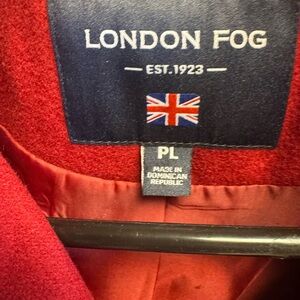 LONDON FOG
— EST.1923 —
PL
MADE IN
DOMINICAN
REPUBLIC